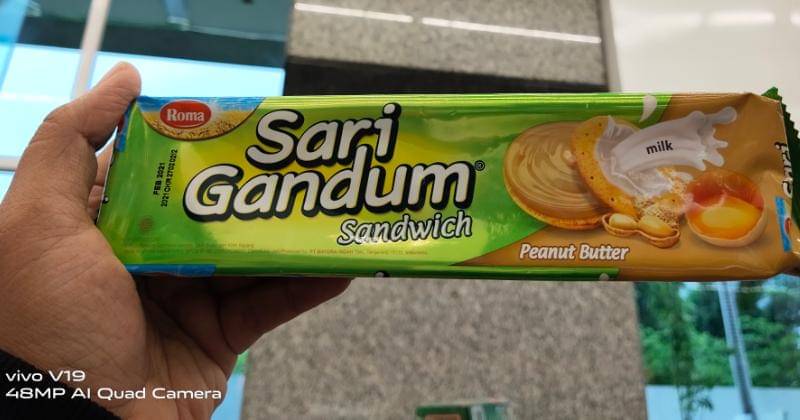 Roma
FEB 2021
Sari
Gandum®
Sandwich
milk
Peanut Butter
vivo V19
48MP AI Quad Camera